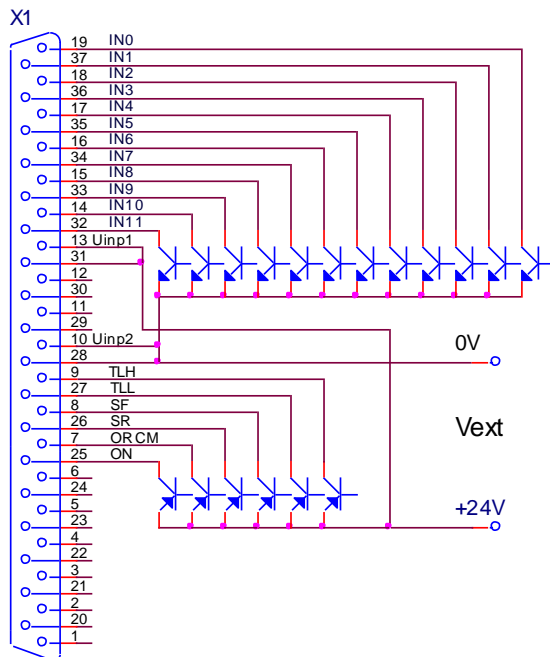 X1
19 IN0
37 IN1
18 IN2
36 IN3
17 IN4
35 IN5
16 IN6
34 IN7
15 IN8
33 IN9
14 IN10
32 IN11
13 Uinp1
31
12
30
11
29
10 Uinp2
28
0V
9 TLH
27 TLL
8 SF
26 SR
Vext
7 ORCM
25 ON
6
24
5
+24V
23
4
22
3
21
2
20
1